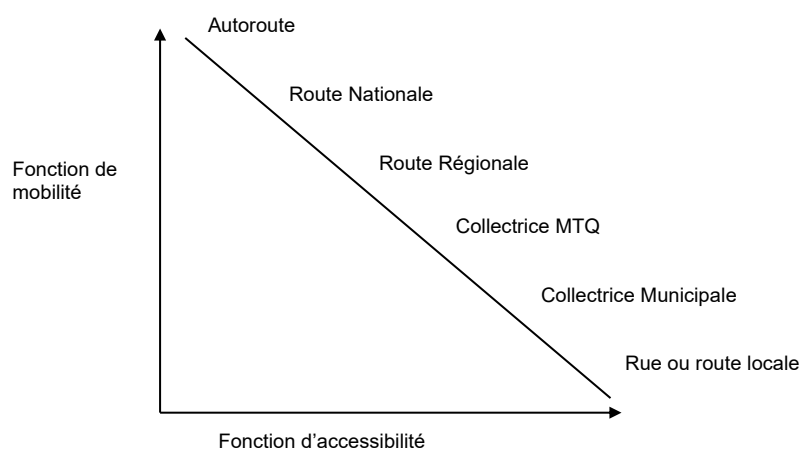 Autoroute
Route Nationale
Fonction de
mobilité
Route Régionale
Collectrice MTQ
Collectrice Municipale
Rue ou route locale
Fonction d’accessibilité